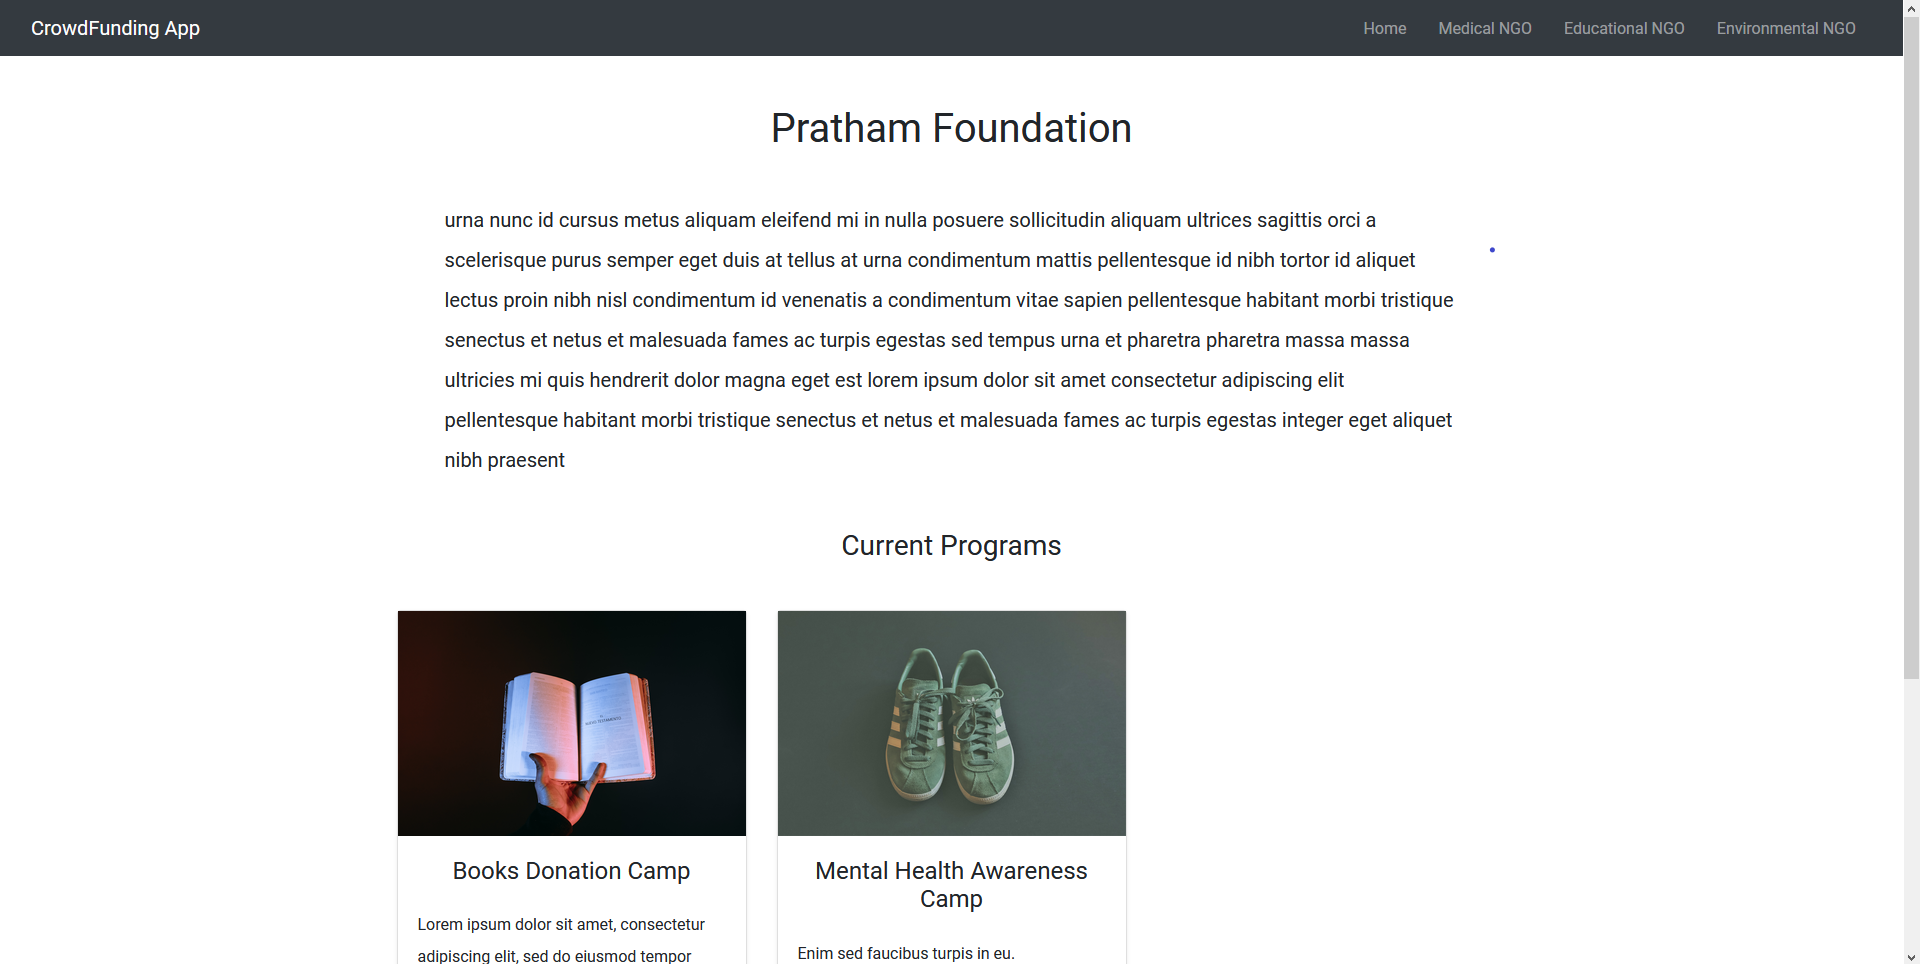 CrowdFunding App
Home
Medical NGO
Educational NGO
Environmental NGO
Pratham Foundation
urna nunc id cursus metus aliquam eleifend mi in nulla posuere sollicitudin aliquam ultrices sagittis orci a
scelerisque purus semper eget duis at tellus at urna condimentum mattis pellentesque id nibh tortor id aliquet
lectus proin nibh nisl condimentum id venenatis a condimentum vitae sapien pellentesque habitant morbi tristique
senectus et netus et malesuada fames ac turpis egestas sed tempus urna et pharetra pharetra massa massa
ultricies mi quis hendrerit dolor magna eget est lorem ipsum dolor sit amet consectetur adipiscing elit
pellentesque habitant morbi tristique senectus et netus et malesuada fames ac turpis egestas integer eget aliquet
nibh praesent
Current Programs
Books Donation Camp
Lorem ipsum dolor sit amet, consectetur
adipiscing elit, sed do eiusmod tempor
Mental Health Awareness
Camp
Enim sed faucibus turpis in eu.